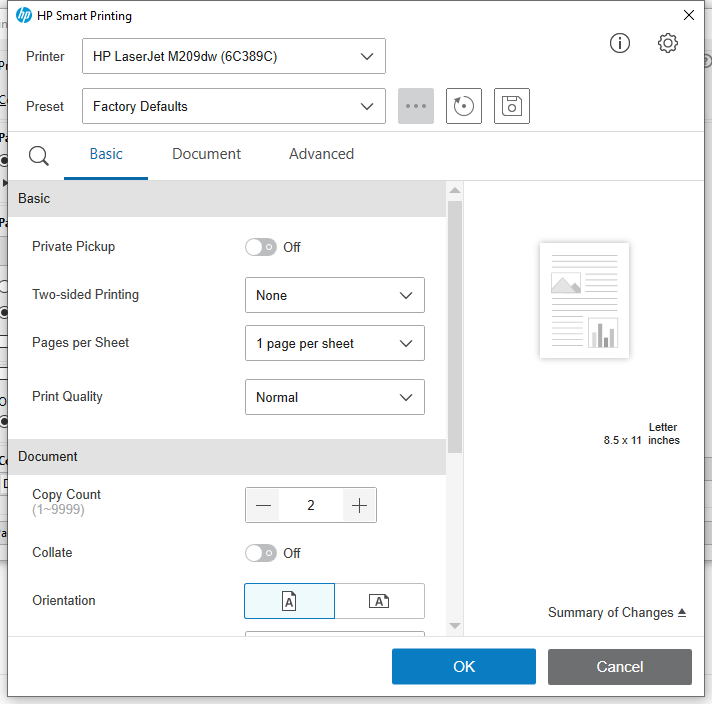 HP Smart Printing
Printer
HP LaserJet M209dw (6C389C)
Preset
Factory Defaults
Basic
Document
Advanced
Basic
Private Pickup
Off
Two-sided Printing
None
Pages per Sheet
1 page per sheet
Print Quality
Normal
Letter
8.5 x 11 inches
Document
Copy Count
(1~9999)
2
Collate
Off
Orientation
A
A
Summary of Changes
OK
Cancel